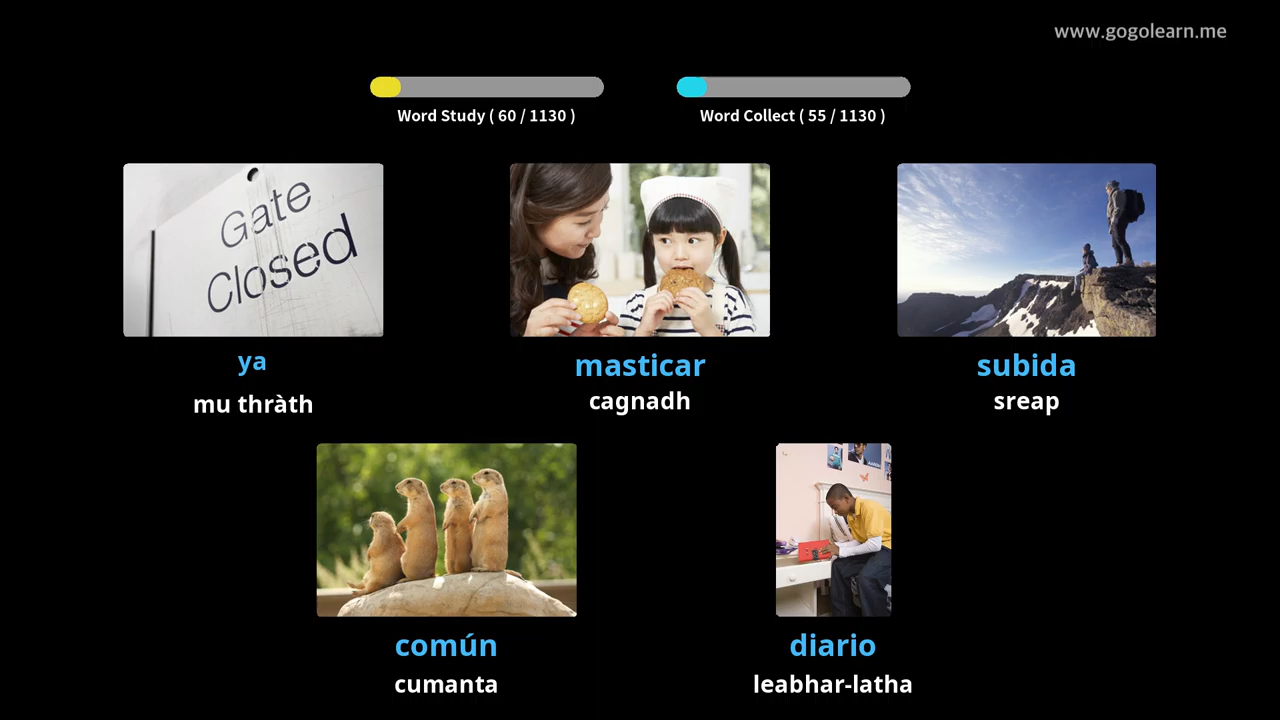 www.gogolearn.me
Word Study ( 60 / 1130 )
Word Collect ( 55 / 1130 )
Gate
Closed
ya
mu thràth
masticar
cagnadh
subida
sreap
común
cumanta
diario
leabhar-latha